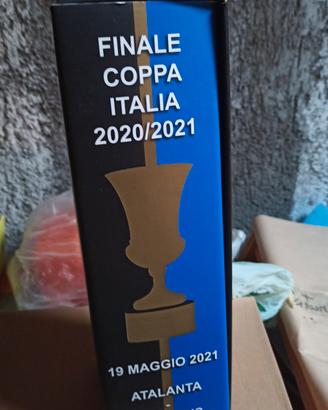 FINALE
COPPA
ITALIA
2020/2021
19 MAGGIO 2021
ATALANTA